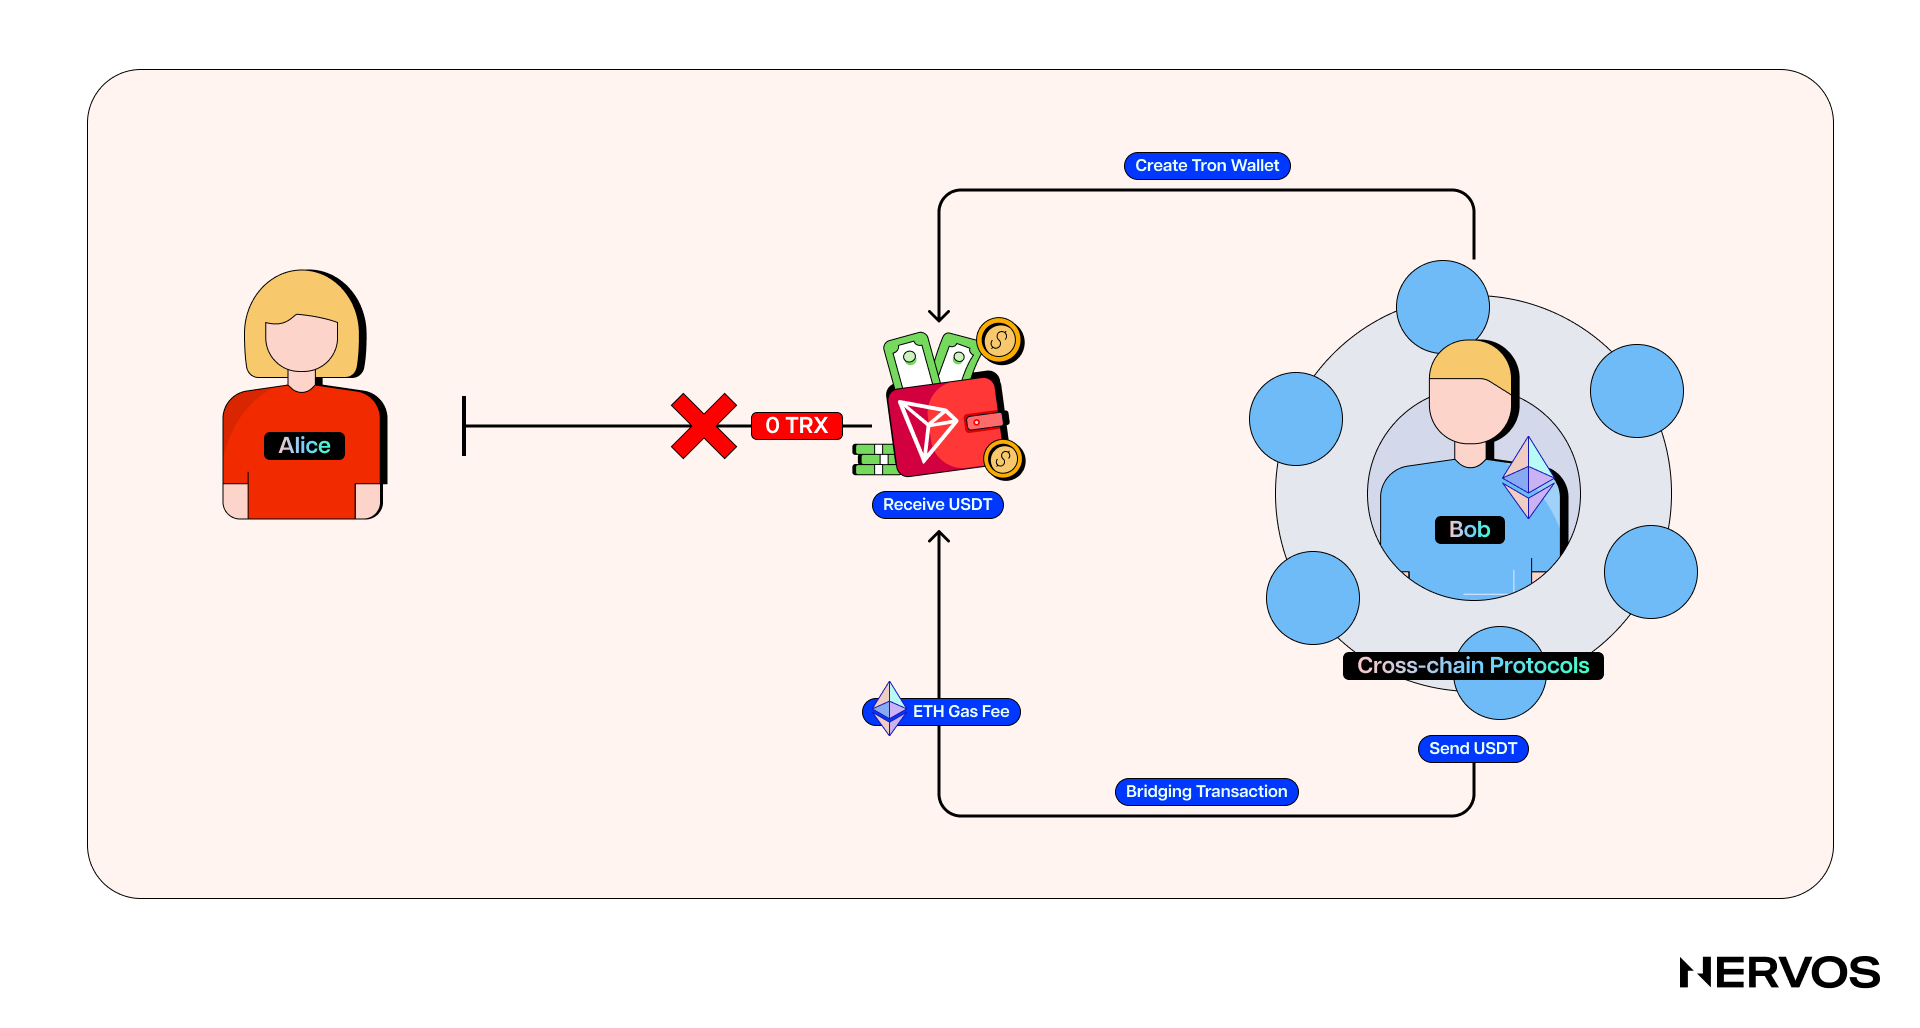 Create Tron Wallet
Alice
0 TRX
Receive USDT
Bob
Cross-chain Protocols
ETH Gas Fee
Send USDT
Bridging Transaction
NERVOS